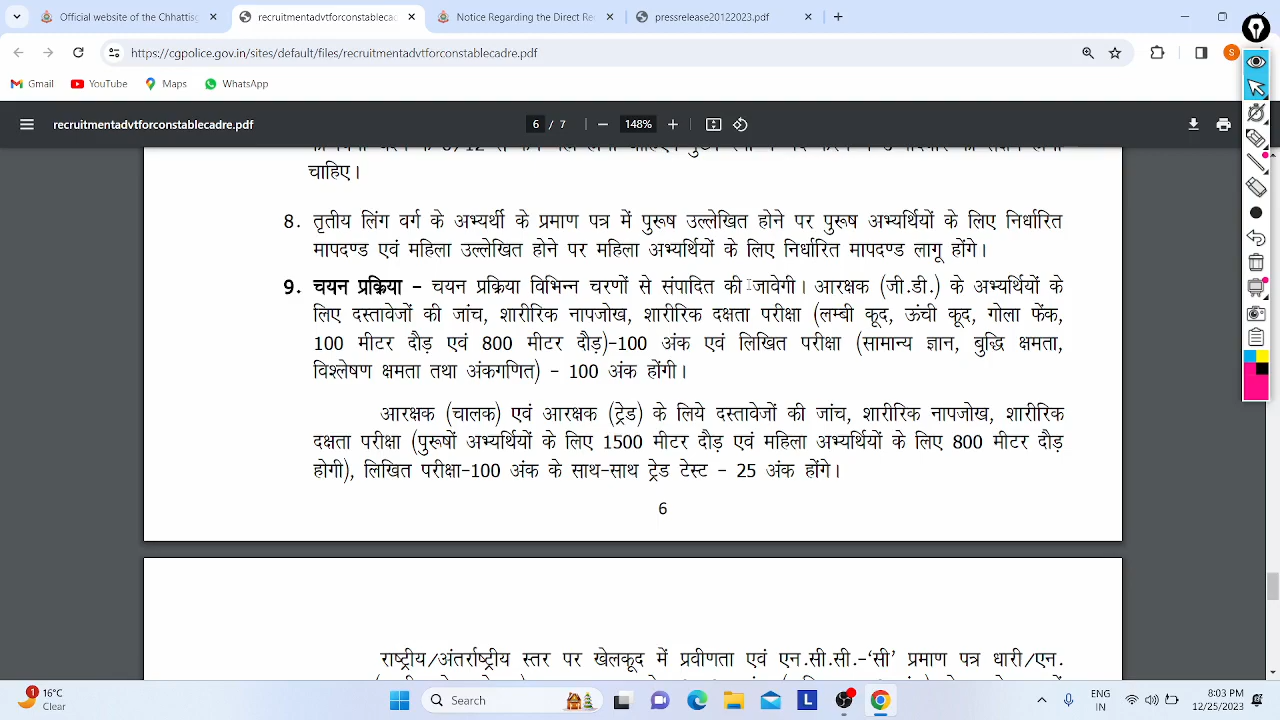 Official website of the Chhattis
recruitmentadvtforconstablecac
Notice Regarding the Direct Re
pressrelease20122023.pdf
https://cgpolice.gov.in/sites/default/files/recruitmentadvtforconstablecadre.pdf
S
Gmail
YouTube
Maps
WhatsApp
recruitmentadvtforconstablecadre.pdf
6 / 7
148%
चाहिए।
8. तृतीय लिंग वर्ग के अभ्यर्थी के प्रमाण पत्र में पुरूष उल्लेखित होने पर पुरूष अभ्यर्थियों के लिए निर्धारित
मापदण्ड एवं महिला उल्लेखित होने पर महिला अभ्यर्थियों के लिए निर्धारित मापदण्ड लागू होंगे।
9. चयन प्रक्रिया – चयन प्रक्रिया विभिन्न चरणों से संपादित की जावेगी। आरक्षक (जी.डी.) के अभ्यर्थियों के
लिए दस्तावेजों की जांच, शारीरिक नापजोख, शारीरिक दक्षता परीक्षा (लम्बी कूद, ऊंची कूद, गोला फेंक,
100 मीटर दौड़ एवं 800 मीटर दौड़)-100 अंक एवं लिखित परीक्षा (सामान्य ज्ञान, बुद्धि क्षमता,
विश्लेषण क्षमता तथा अंकगणित) – 100 अंक होंगी।
आरक्षक (चालक) एवं आरक्षक (ट्रेड) के लिये दस्तावेजों की जांच, शारीरिक नापजोख, शारीरिक
दक्षता परीक्षा (पुरूषों अभ्यर्थियों के लिए 1500 मीटर दौड़ एवं महिला अभ्यर्थियों के लिए 800 मीटर दौड़
होगी), लिखित परीक्षा-100 अंक के साथ-साथ ट्रेड टेस्ट – 25 अंक होंगे।
6
राष्ट्रीय/अंतर्राष्ट्रीय स्तर पर खेलकूद में प्रवीणता एवं एन.सी.सी.-‘सी’ प्रमाण पत्र धारी/एन.
1
16°C
Clear
Search
L
ENG
IN
8:03 PM
12/25/2023